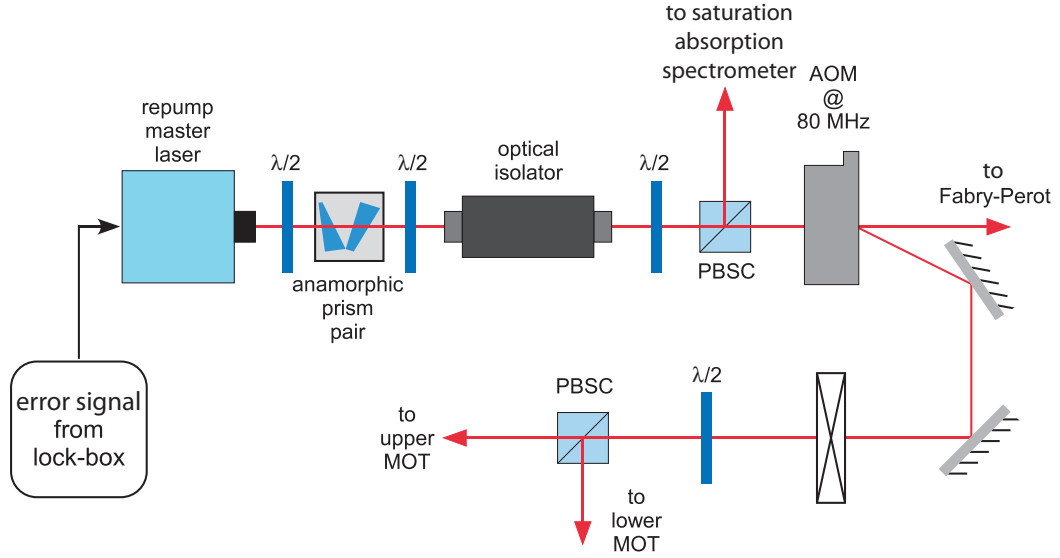 to saturation
absorption
spectrometer
AOM
@
80 MHz
repump
master
laser
λ/2
λ/2
optical
isolator
λ/2
to
Fabry-Perot
PBSC
anamorphic
prism
pair
error signal
from
lock-box
PBSC
λ/2
to
upper
MOT
to
lower
MOT